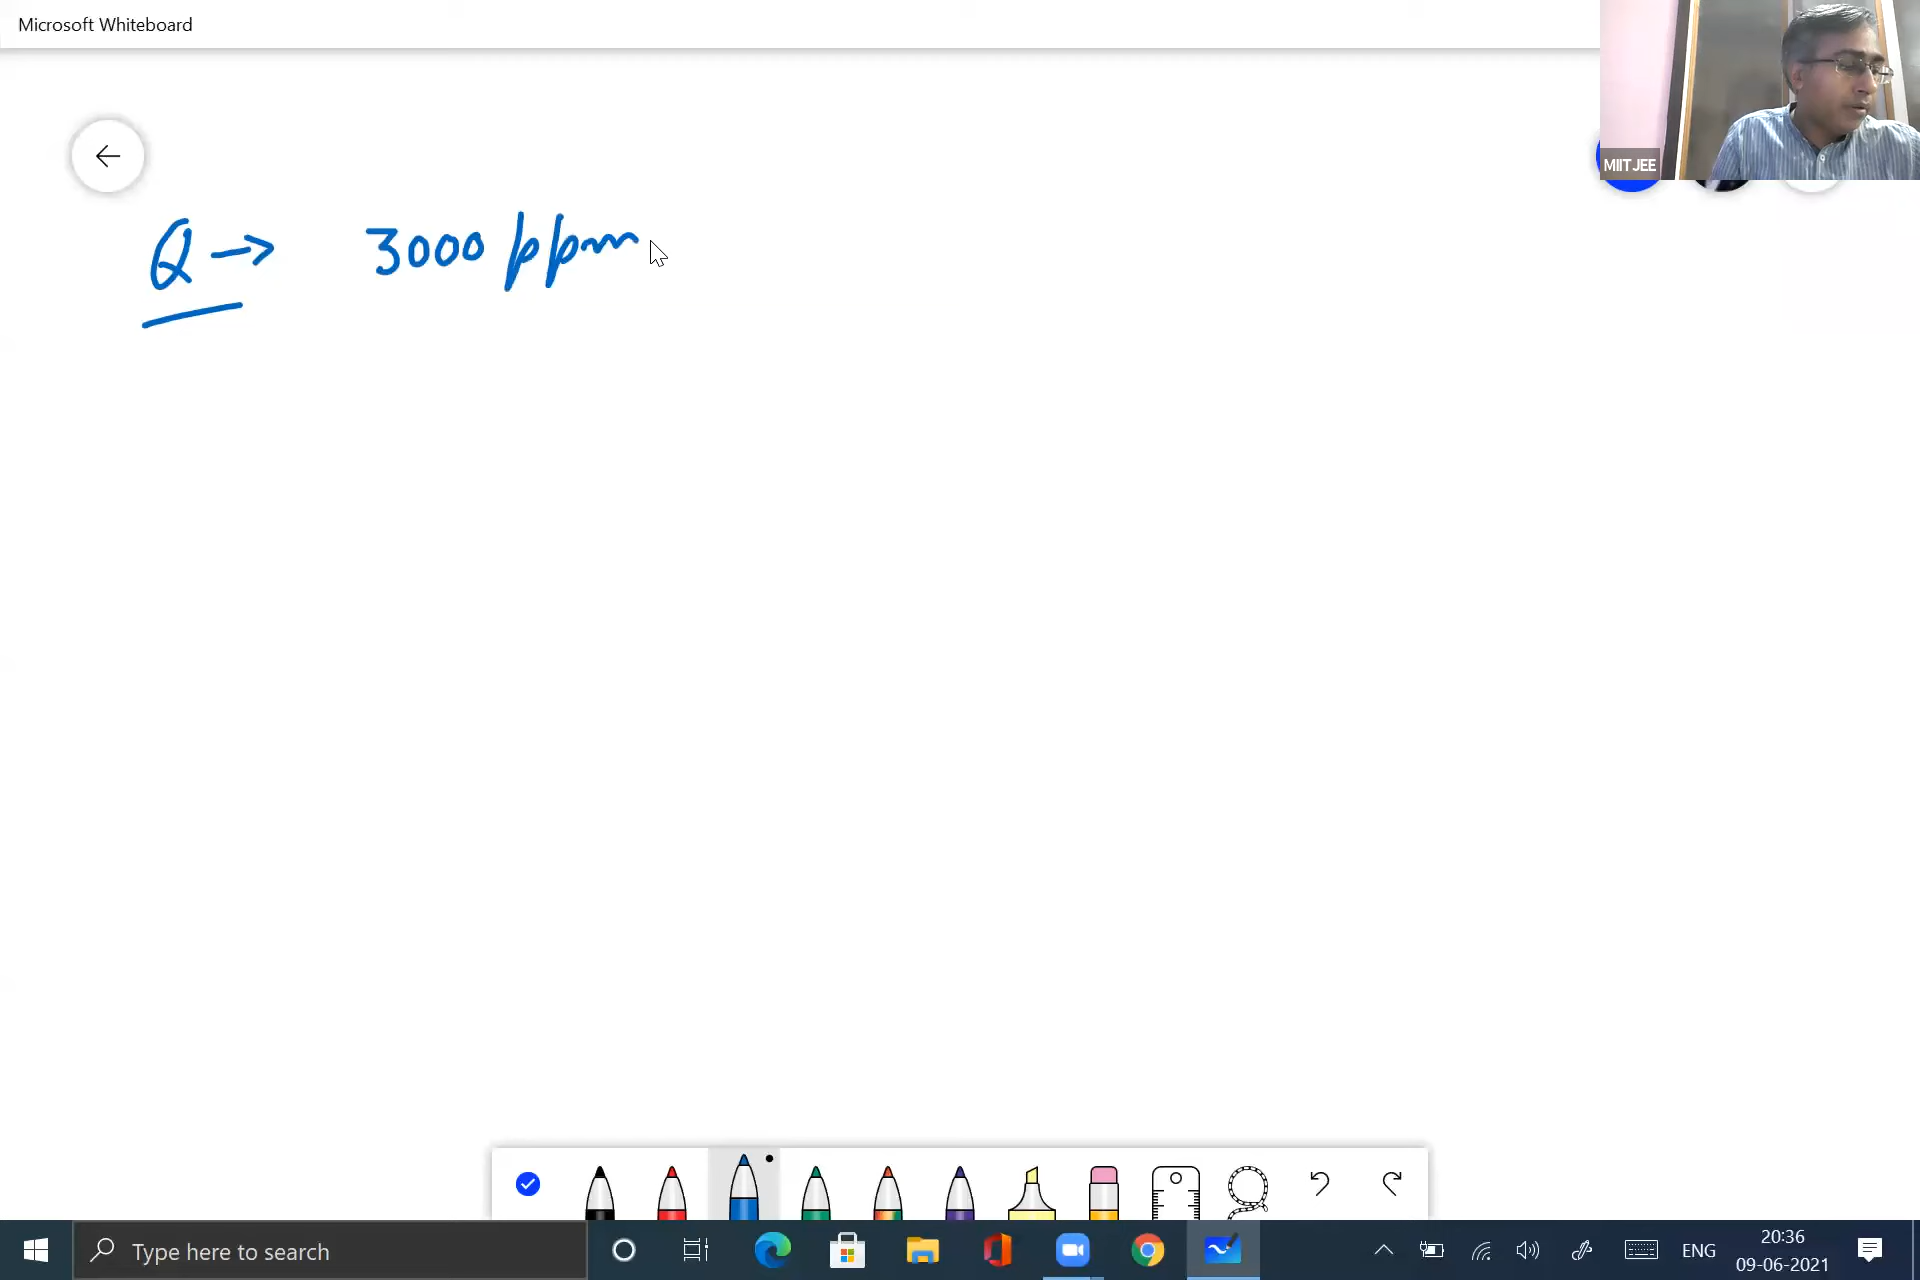 Microsoft Whiteboard
MIIT JEE
Q → 3000 ppm
Type here to search
ENG
20:36
09-06-2021